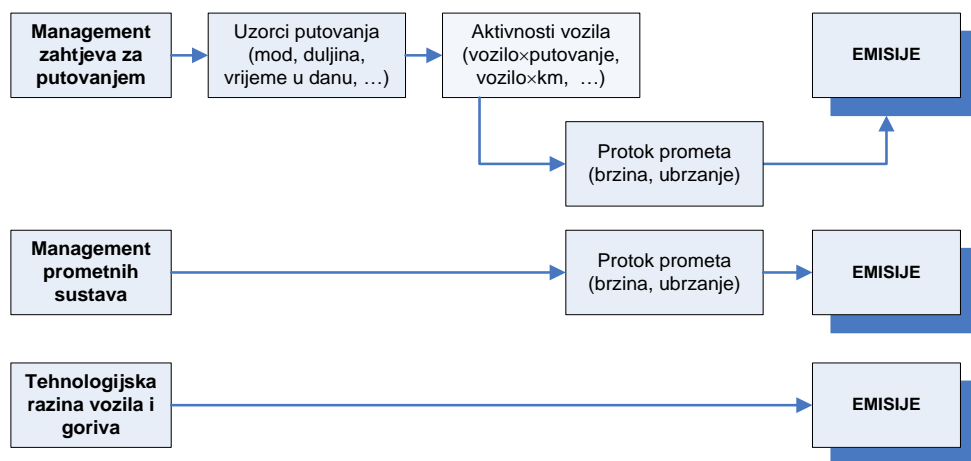 Management
zahtjeva za
putovanjem
Uzorci putovanja
(mod, duljina,
vrijeme u danu, …)
Aktivnosti vozila
(vozilo×putovanje,
vozilo×km,  …)
EMISIJE
Protok prometa
(brzina, ubrzanje)
Management
prometnih
sustava
Protok prometa
(brzina, ubrzanje)
EMISIJE
Tehnologijska
razina vozila i
goriva
EMISIJE